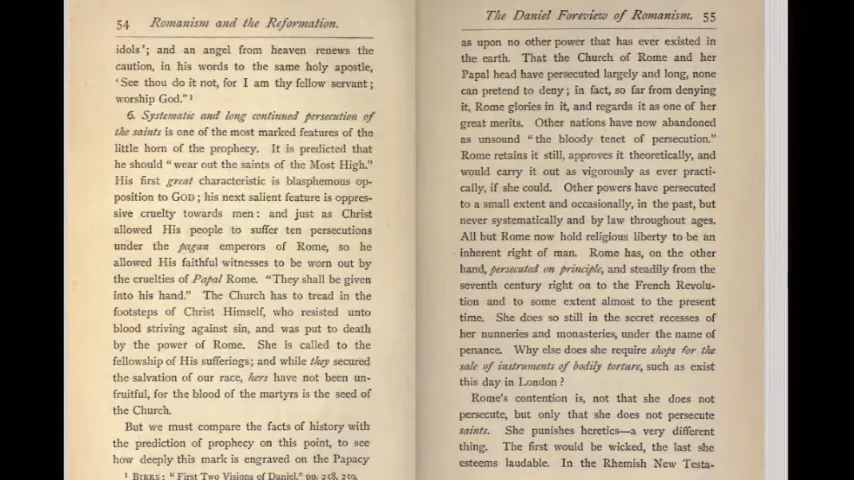 54 Romanism and the Reformation.
idols'; and an angel from heaven renews the
caution, in his words to the same holy apostle,
'See thou do it not, for I am thy fellow servant;
worship God.'" 1
6. Systematic and long continued persecution of
the saints is one of the most marked features of the
little horn of the prophecy. It is predicted that
he should "wear out the saints of the Most High."
His first great characteristic is blasphemous op-
position to GOD; his next salient feature is oppres-
sive cruelty towards men: and just as Christ
allowed His people to suffer ten persecutions
under the pagan emperors of Rome, so he
allowed His faithful witnesses to be worn out by
the cruelties of Papal Rome. "They shall be given
into his hand." The Church has to tread in the
footsteps of Christ Himself, who resisted unto
blood striving against sin, and was put to death
by the power of Rome. She is called to the
fellowship of His sufferings; and while they secured
the salvation of our race, hers have not been un-
fruitful, for the blood of the martyrs is the seed of
the Church.
But we must compare the facts of history with
the prediction of prophecy on this point, to see
how deeply this mark is engraved on the Papacy
1 BIRKS: "First Two Visions of Daniel," pp. 258, 259.
The Daniel Foreview of Romanism. 55
as upon no other power that has ever existed in
the earth. That the Church of Rome and her
Papal head have persecuted largely and long, none
can pretend to deny; in fact, so far from denying
it, Rome glories in it, and regards it as one of her
great merits. Other nations have now abandoned
as unsound "the bloody tenet of persecution."
Rome retains it still, approves it theoretically, and
would carry it out as vigorously as ever practi-
cally, if she could. Other powers have persecuted
to a small extent and occasionally, in the past, but
never systematically and by law throughout ages.
All but Rome now hold religious liberty to be an
inherent right of man. Rome has, on the other
hand, persecuted on principle, and steadily from the
seventh century right on to the French Revolu-
tion and to some extent almost to the present
time. She does so still in the secret recesses of
her nunneries and monasteries, under the name of
penance. Why else does she require shops for the
sale of instruments of bodily torture, such as exist
this day in London?
Rome's contention is, not that she does not
persecute, but only that she does not persecute
saints. She punishes heretics—a very different
thing. The first would be wicked, the last she
esteems laudable. In the Rhemish New Testa-